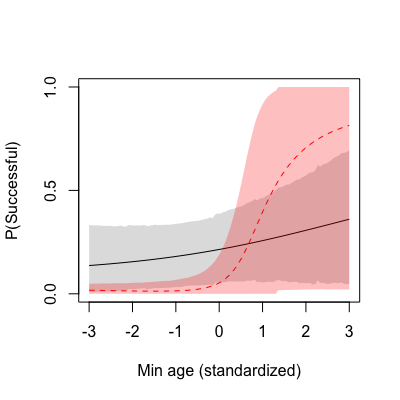 1.0
0.5
0.0
P(Successful)
-3 -2 -1 0 1 2 3
Min age (standardized)